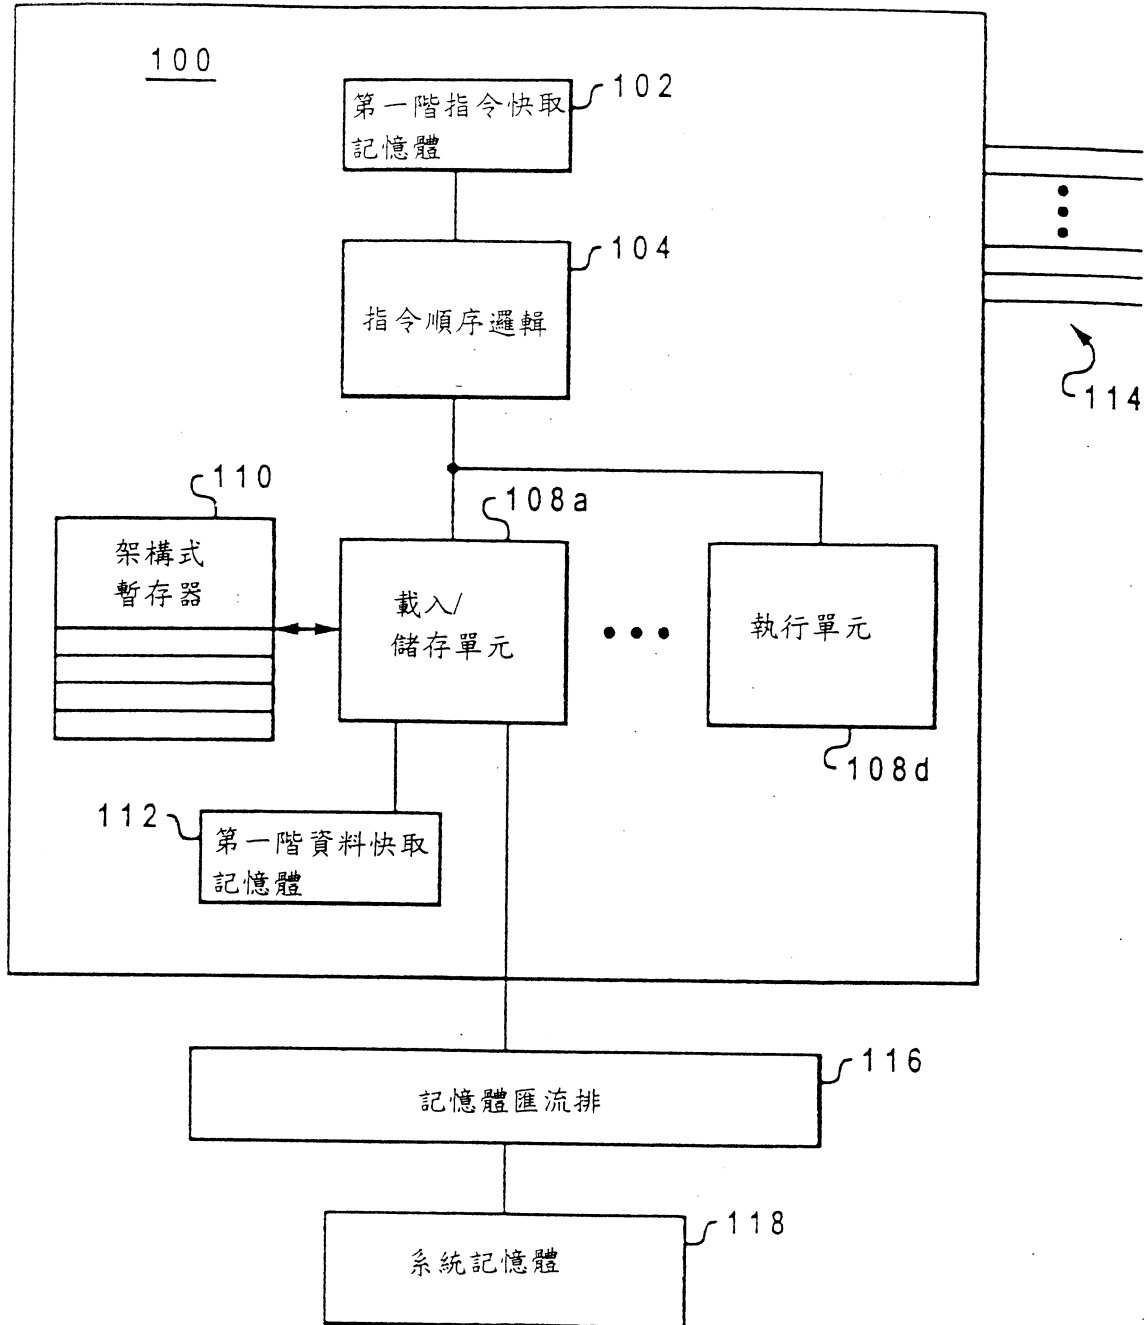 100
第一階指令快取
記憶體
102
指令順序邏輯
104
114
110
架構式
暫存器
108a
載入/
儲存單元
執行單元
108d
112
第一階資料快取
記憶體
記憶體匯流排
116
系統記憶體
118